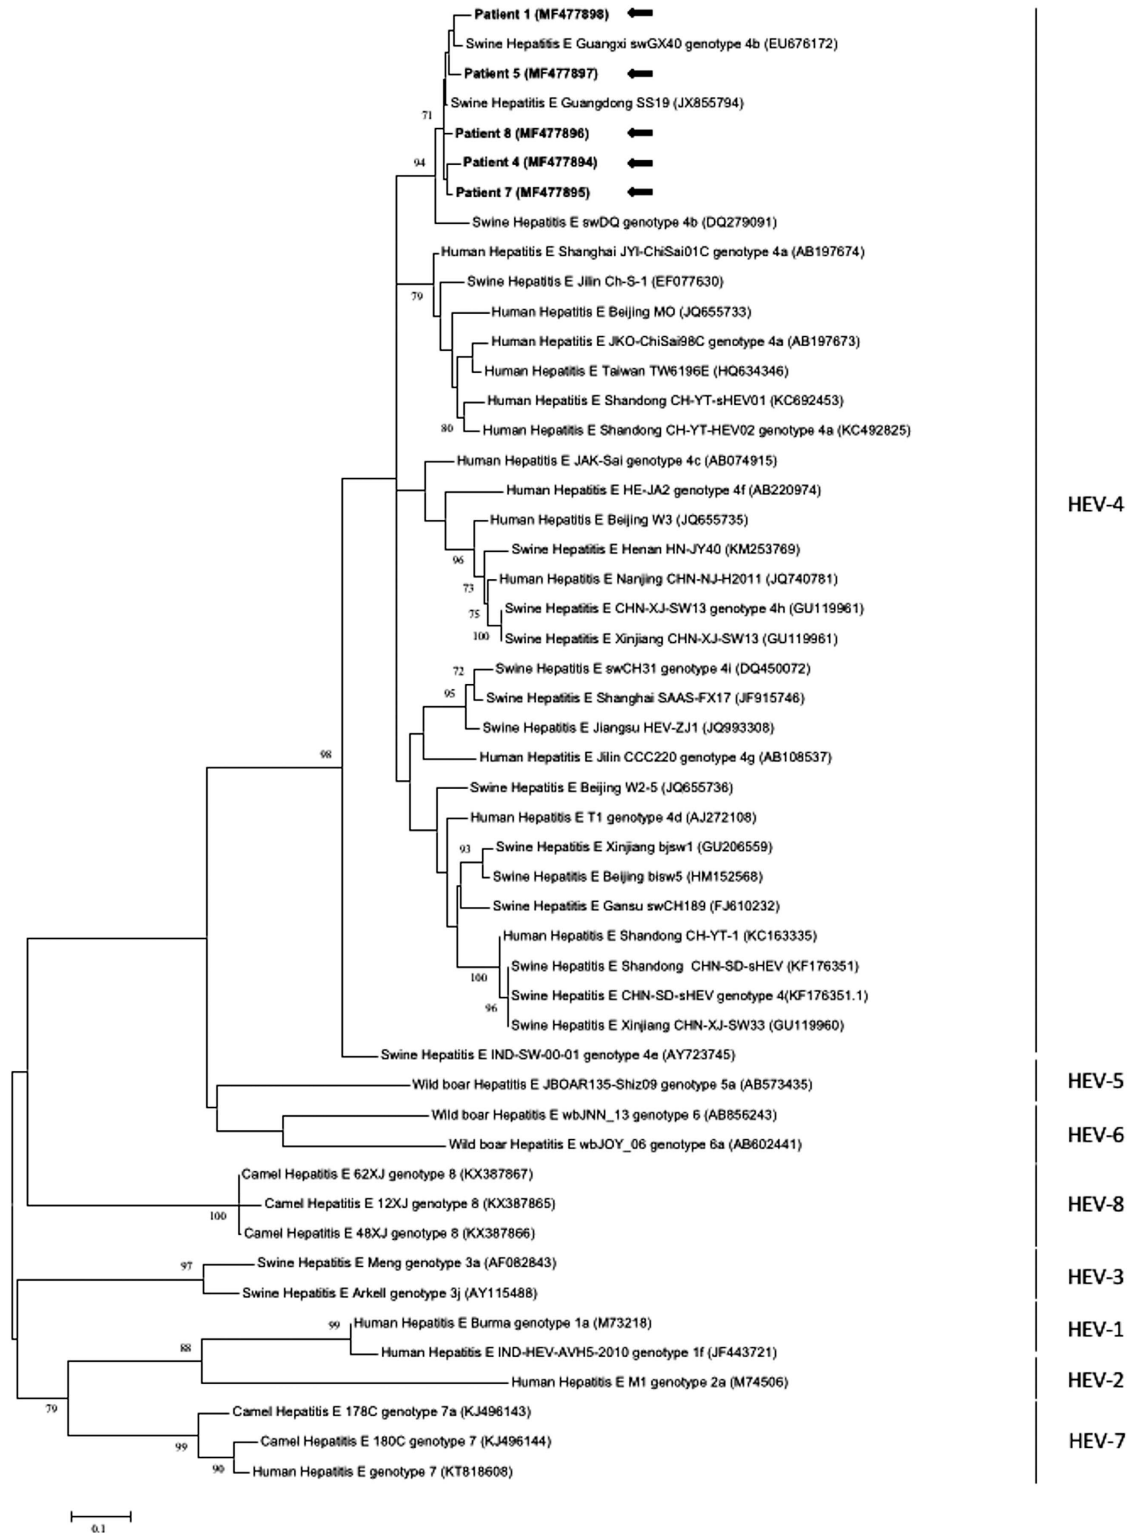 Patient 1 (MF477898)
Swine Hepatitis E Guangxi swGX40 genotype 4b (EU676172)
Patient 5 (MF477897)
Swine Hepatitis E Guangdong SS19 (JX855794)
71
Patient 8 (MF477896)
94
Patient 4 (MF477894)
Patient 7 (MF477895)
Swine Hepatitis E swDQ genotype 4b (DQ279091)
Human Hepatitis E Shanghai JYI-ChiSai01C genotype 4a (AB197674)
Swine Hepatitis E Jilin Ch-S-1 (EF077630)
79
Human Hepatitis E Beijing MO (JQ655733)
Human Hepatitis E JKO-ChiSai98C genotype 4a (AB197673)
Human Hepatitis E Taiwan TW6196E (HQ634346)
Human Hepatitis E Shandong CH-YT-sHEV01 (KC692453)
80
Human Hepatitis E Shandong CH-YT-HEV02 genotype 4a (KC492825)
Human Hepatitis E JAK-Sai genotype 4c (AB074915)
Human Hepatitis E HE-JA2 genotype 4f (AB220974)
HEV-4
Human Hepatitis E Beijing W3 (JQ655735)
96
Swine Hepatitis E Henan HN-JY40 (KM253769)
73
Human Hepatitis E Nanjing CHN-NJ-H2011 (JQ740781)
75
Swine Hepatitis E CHN-XJ-SW13 genotype 4h (GU119961)
100
Swine Hepatitis E Xinjiang CHN-XJ-SW13 (GU119961)
72
Swine Hepatitis E swCH31 genotype 4i (DQ450072)
95
Swine Hepatitis E Shanghai SAAS-FX17 (JF915746)
Swine Hepatitis E Jiangsu HEV-ZJ1 (JQ993308)
98
Human Hepatitis E Jilin CCC220 genotype 4g (AB108537)
Swine Hepatitis E Beijing W2-5 (JQ655736)
Human Hepatitis E T1 genotype 4d (AJ272108)
93
Swine Hepatitis E Xinjiang bjsw1 (GU206559)
Swine Hepatitis E Beijing bisw5 (HM152568)
Swine Hepatitis E Gansu swCH189 (FJ610232)
Human Hepatitis E Shandong CH-YT-1 (KC163335)
100
Swine Hepatitis E Shandong CHN-SD-sHEV (KF176351)
96
Swine Hepatitis E CHN-SD-sHEV genotype 4(KF176351.1)
Swine Hepatitis E Xinjiang CHN-XJ-SW33 (GU119960)
Swine Hepatitis E IND-SW-00-01 genotype 4e (AY723745)
Wild boar Hepatitis E JBOAR135-Shiz09 genotype 5a (AB573435)
HEV-5
Wild boar Hepatitis E wbJNN_13 genotype 6 (AB856243)
HEV-6
Wild boar Hepatitis E wbJOY_06 genotype 6a (AB602441)
Camel Hepatitis E 62XJ genotype 8 (KX387867)
Camel Hepatitis E 12XJ genotype 8 (KX387865)
HEV-8
100
Camel Hepatitis E 48XJ genotype 8 (KX387866)
97
Swine Hepatitis E Meng genotype 3a (AF082843)
HEV-3
Swine Hepatitis E Arkell genotype 3j (AY115488)
99
Human Hepatitis E Burma genotype 1a (M73218)
HEV-1
88
Human Hepatitis E IND-HEV-AVH5-2010 genotype 1f (JF443721)
Human Hepatitis E M1 genotype 2a (M74506)
HEV-2
79
Camel Hepatitis E 178C genotype 7a (KJ496143)
99
Camel Hepatitis E 180C genotype 7 (KJ496144)
HEV-7
90
Human Hepatitis E genotype 7 (KT818608)
0.1